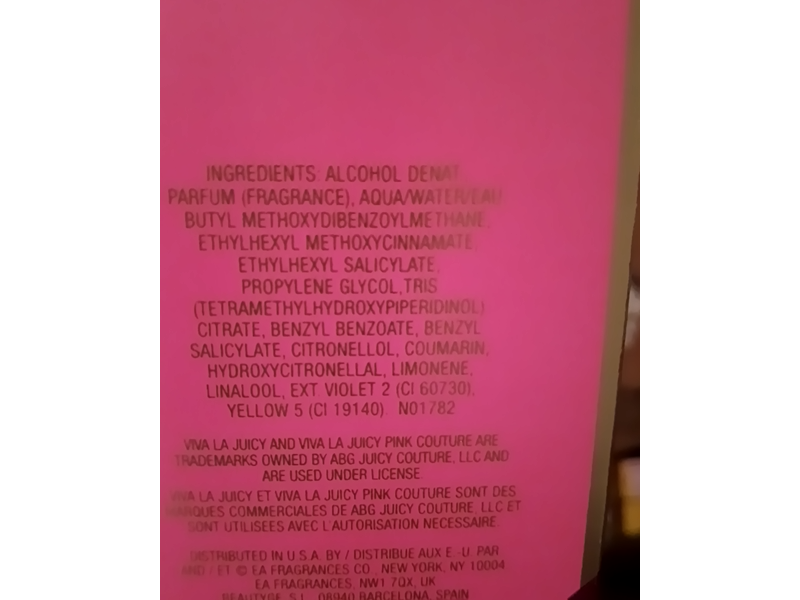 INGREDIENTS: ALCOHOL DENAT.
PARFUM (FRAGRANCE), AQUA/WATER/EAU
BUTYL METHOXYDIBENZOYLMETHANE,
ETHYLHEXYL METHOXYCINNAMATE,
ETHYLHEXYL SALICYLATE,
PROPYLENE GLYCOL, TRIS
(TETRAMETHYLHYDROXYPIPERIDINOL)
CITRATE, BENZYL BENZOATE, BENZYL
SALICYLATE, CITRONELLOL, COUMARIN,
HYDROXYCITRONELLAL, LIMONENE,
LINALOOL, EXT VIOLET 2 (CI 60730),
YELLOW 5 (CI 19140). N01782
VIVA LA JUICY AND VIVA LA JUICY PINK COUTURE ARE
TRADEMARKS OWNED BY ABG JUICY COUTURE, LLC AND
ARE USED UNDER LICENSE.
VIVA LA JUICY ET VIVA LA JUICY PINK COUTURE SONT DES
MARQUES COMMERCIALES DE ABG JUICY COUTURE, LLC ET
SONT UTILISEES AVEC L'AUTORISATION NECESSAIRE.
DISTRIBUTED IN U.S.A. BY / DISTRIBUE AUX E.-U. PAR
AND / ET © EA FRAGRANCES CO., NEW YORK, NY 10004
EA FRAGRANCES, NW1 7QX, UK
BEAUTYGE, S.L. 08940 BARCELONA, SPAIN